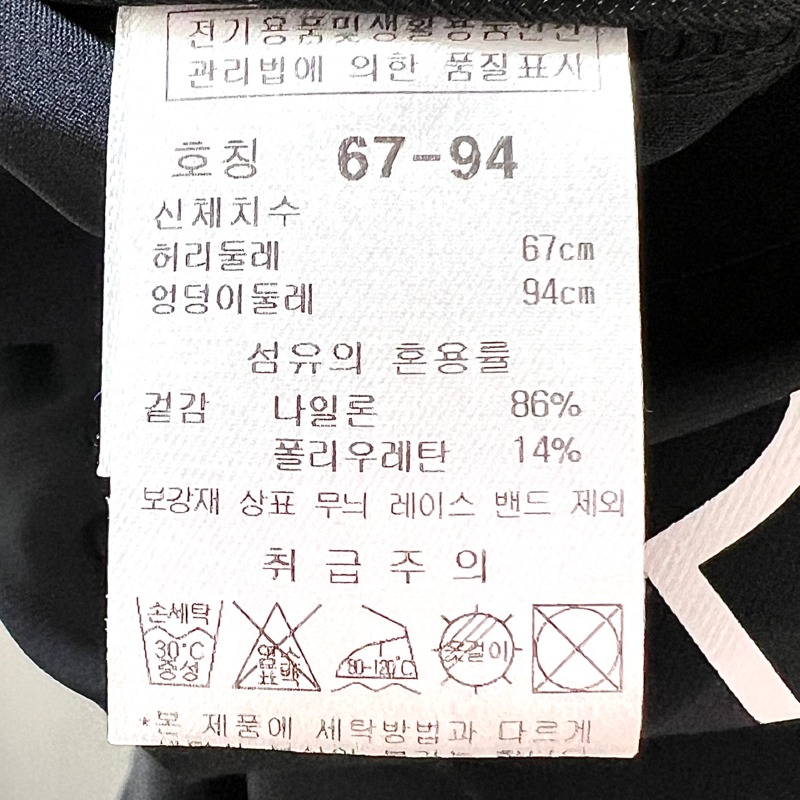 전기용품및생활용품안전
관리법에 의한 품질표시
호칭 67-94
신체치수
허리둘레 67cm
엉덩이둘레 94cm
섬유의 혼용률
겉감 나일론 86%
폴리우레탄 14%
보강재 상표 무늬 레이스 밴드 제외
취급주의
손세탁 30℃ 중성
염소 표백
80-120℃
옷걸이
*본 제품에 세탁방법과 다르게